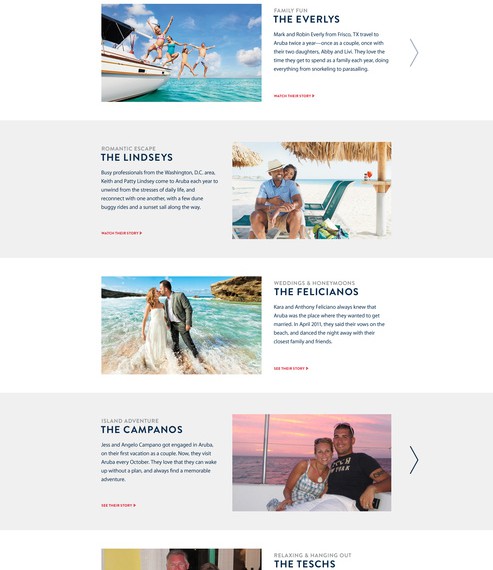 FAMILY FUN
THE EVERLYS
Mark and Robin Everly from Frisco, TX travel to
Aruba twice a year—once as a couple, once with
their two daughters, Abby and Livi. They love the
time they get to spend as a family each year, doing
everything from snorkeling to parasailing.
WATCH THEIR STORY
ROMANTIC ESCAPE
THE LINDSEYS
Busy professionals from the Washington, D.C. area,
Keith and Patty Lindsey come to Aruba each year to
unwind from the stresses of daily life, and
reconnect with one another, with a few dune
buggy rides and a sunset sail along the way.
WATCH THEIR STORY
WEDDINGS & HONEYMOONS
THE FELICIANOS
Kara and Anthony Feliciano always knew that
Aruba was the place where they wanted to get
married. In April 2011, they said their vows on the
beach, and danced the night away with their
closest family and friends.
SEE THEIR STORY
ISLAND ADVENTURE
THE CAMPANOS
Jess and Angelo Campano got engaged in Aruba,
on their first vacation as a couple. Now, they visit
Aruba every October. They love that they can wake
up without a plan, and always find a memorable
adventure.
SEE THEIR STORY
RELAXING & HANGING OUT
THE TESCHS